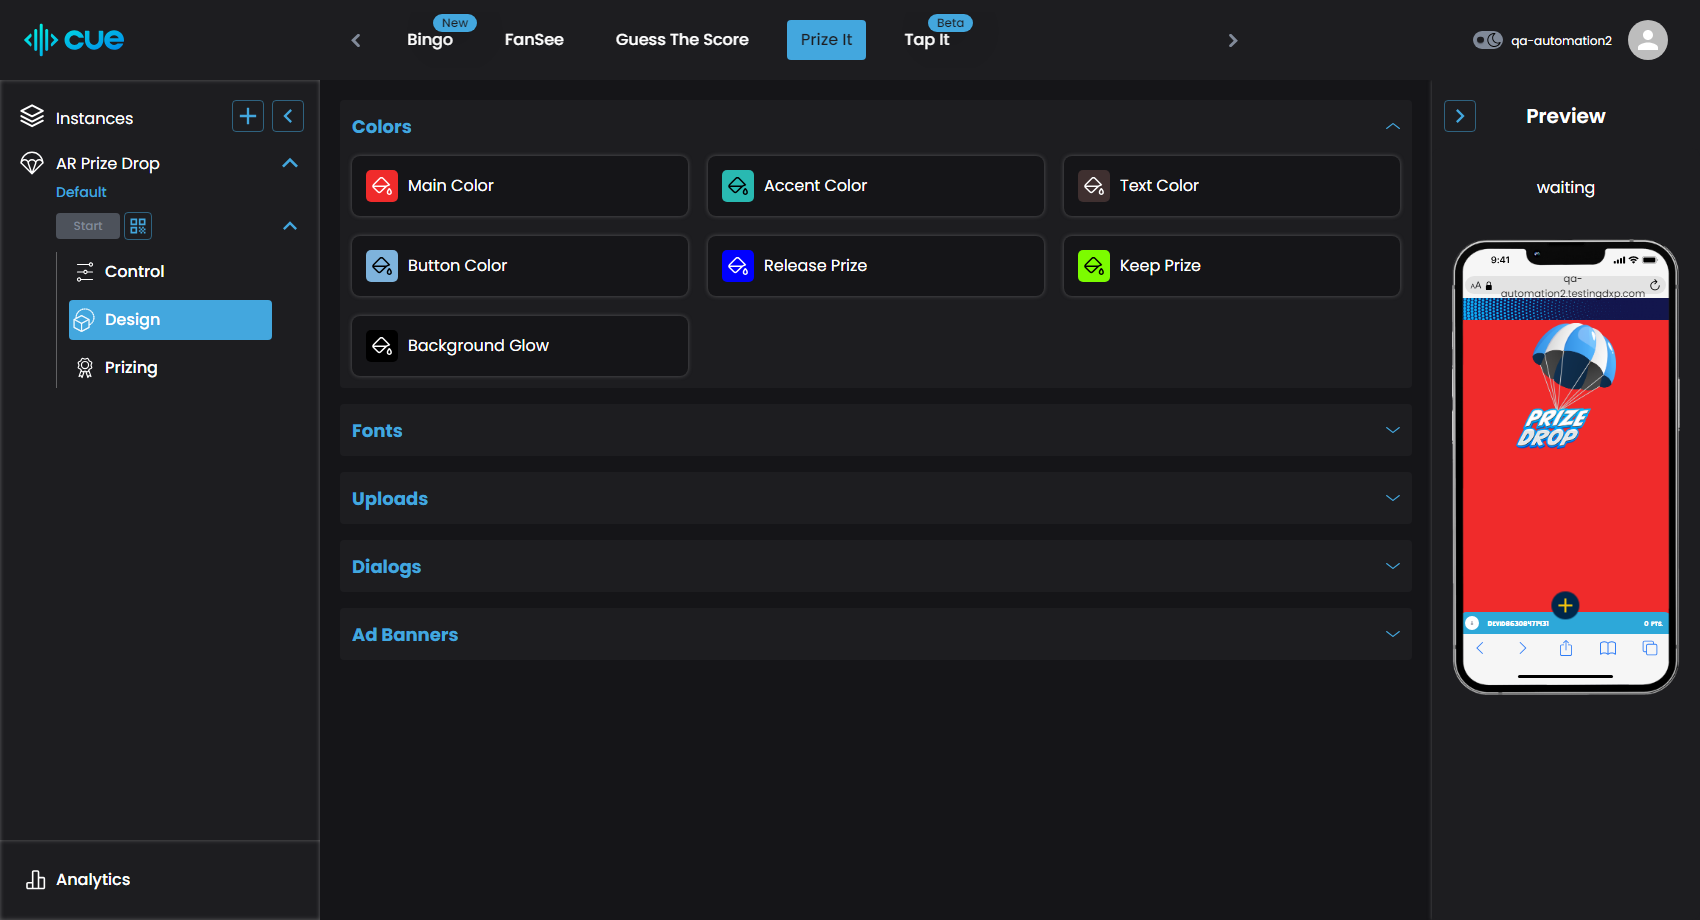 cue
New
Bingo
FanSee
Guess The Score
Prize It
Beta
Tap It
qa-automation2
Instances
AR Prize Drop
Default
Start
Control
Design
Prizing
Analytics
Colors
Main Color
Accent Color
Text Color
Button Color
Release Prize
Keep Prize
Background Glow
Fonts
Uploads
Dialogs
Ad Banners
Preview
waiting
9:41
AA
qa-
automation2.testingdxp.com
PRIZE
DROP
0 PTS.